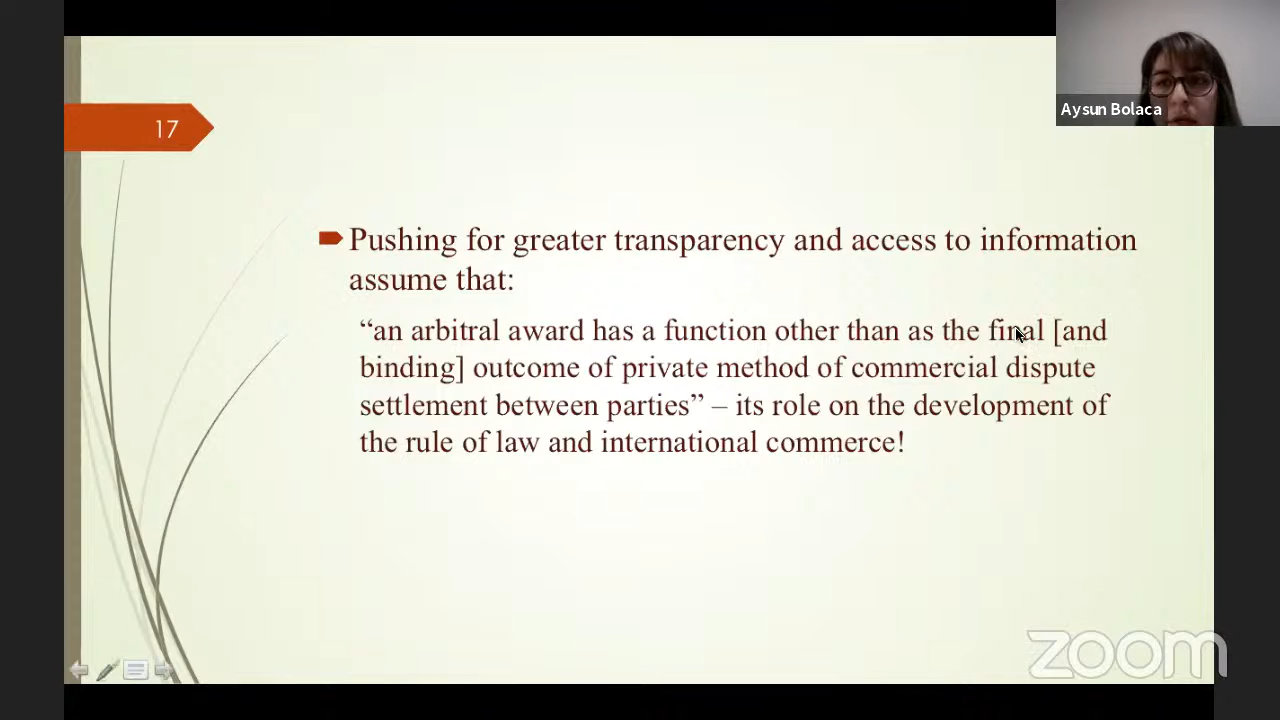 Aysun Bolaca
17
Pushing for greater transparency and access to information
assume that:
“an arbitral award has a function other than as the final [and
binding] outcome of private method of commercial dispute
settlement between parties” – its role on the development of
the rule of law and international commerce!
zoom